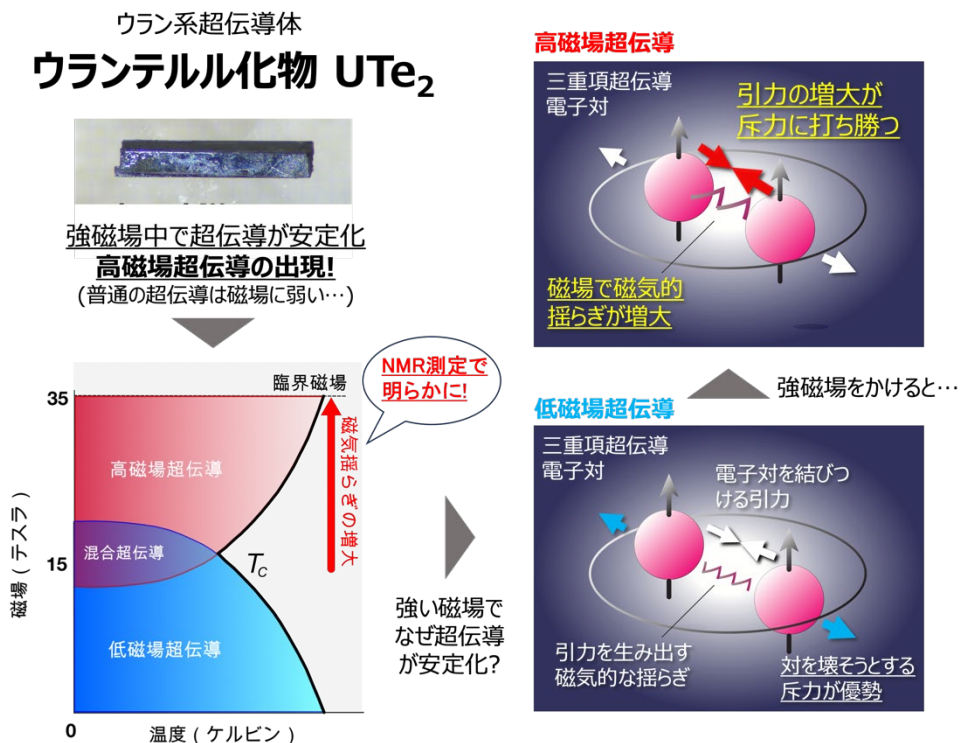 ウラン系超伝導体
ウランテルル化物 UTe₂
強磁場中で超伝導が安定化
高磁場超伝導の出現!
(普通の超伝導は磁場に弱い…)
NMR測定で
明らかに!
臨界磁場
35
高磁場超伝導
磁気揺らぎの増大
混合超伝導
15
T_C
低磁場超伝導
磁場(テスラ)
0
温度(ケルビン)
強い磁場で
なぜ超伝導
が安定化?
高磁場超伝導
三重項超伝導
電子対
引力の増大が
斥力に打ち勝つ
磁場で磁気的
揺らぎが増大
強磁場をかけると…
低磁場超伝導
三重項超伝導
電子対
電子対を結びつ
ける引力
引力を生み出す
磁気的な揺らぎ
対を壊そうとする
斥力が優勢